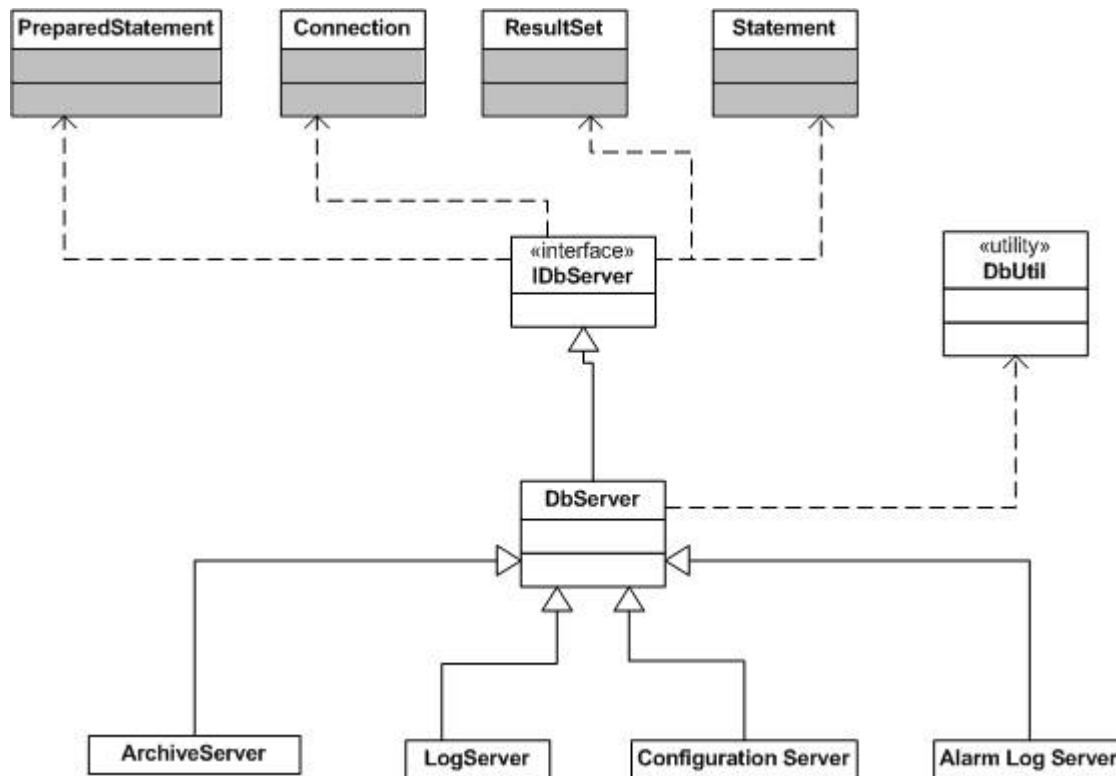 PreparedStatement
Connection
ResultSet
Statement
«interface»
IDbServer
«utility»
DbUtil
DbServer
ArchiveServer
LogServer
Configuration Server
Alarm Log Server